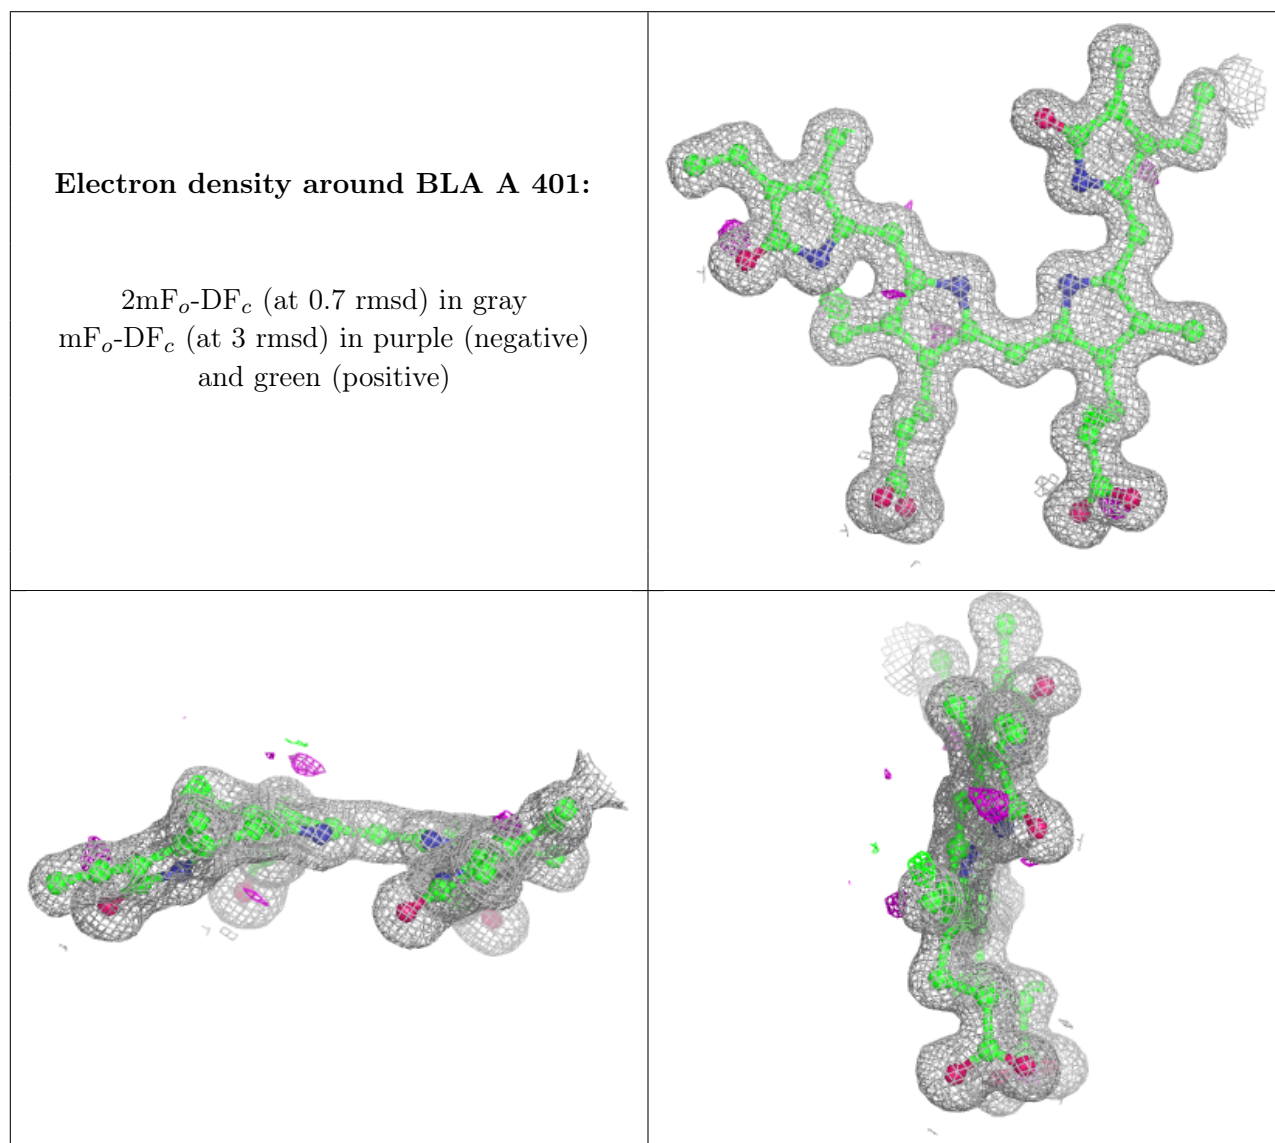 Electron density around BLA A 401:
2mFo-DFc (at 0.7 rmsd) in gray
mFo-DFc (at 3 rmsd) in purple (negative)
and green (positive)